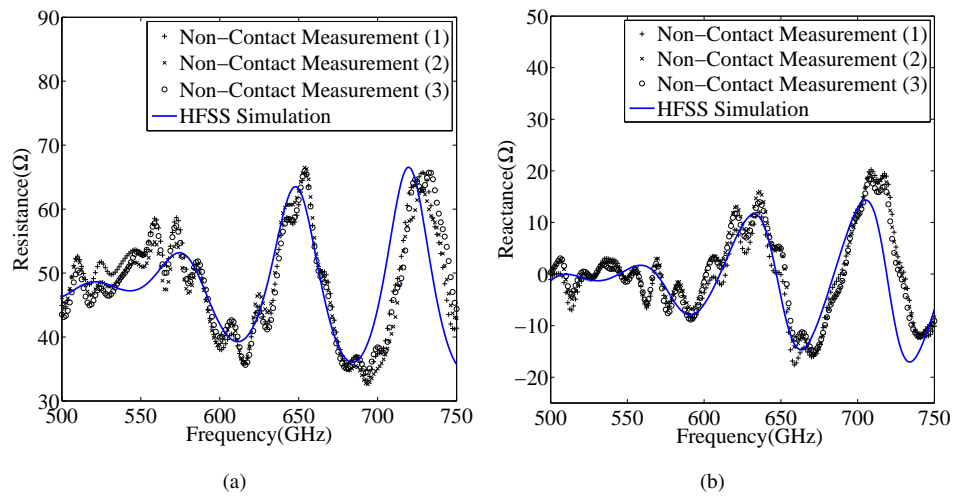 90
80
70
60
50
40
30
500
550
600
650
700
750
Resistance(Ω)
Frequency(GHz)
Non−Contact Measurement (1)
Non−Contact Measurement (2)
Non−Contact Measurement (3)
HFSS Simulation
(a)
50
40
30
20
10
0
−10
−20
500
550
600
650
700
750
Reactance(Ω)
Frequency(GHz)
Non−Contact Measurement (1)
Non−Contact Measurement (2)
Non−Contact Measurement (3)
HFSS Simulation
(b)